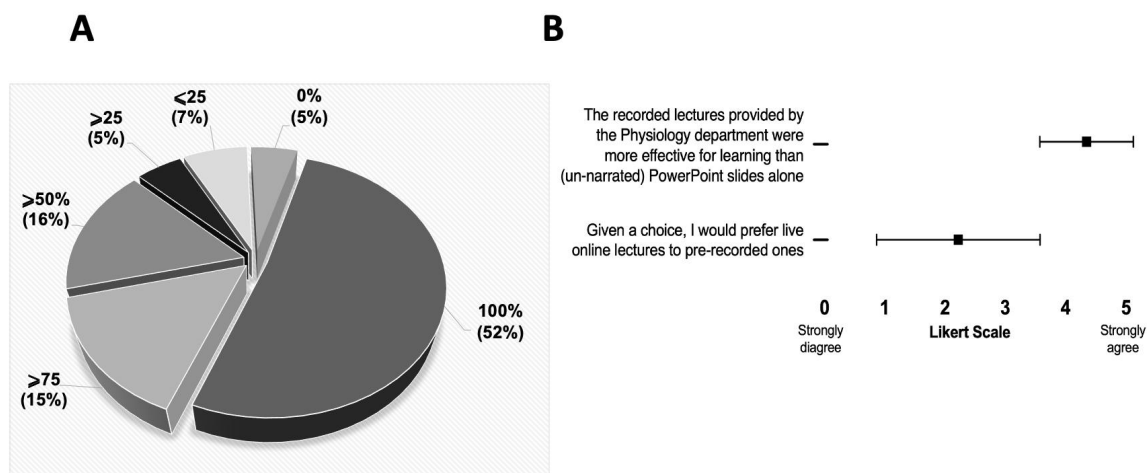 A
B
0%
(5%)
⩽25
(7%)
⩾25
(5%)
⩾50%
(16%)
⩾75
(15%)
100%
(52%)
The recorded lectures provided by
the Physiology department were
more effective for learning than
(un-narrated) PowerPoint slides alone
Given a choice, I would prefer live
online lectures to pre-recorded ones
0 1 2 3 4 5
Strongly
diagree
Likert Scale
Strongly
agree